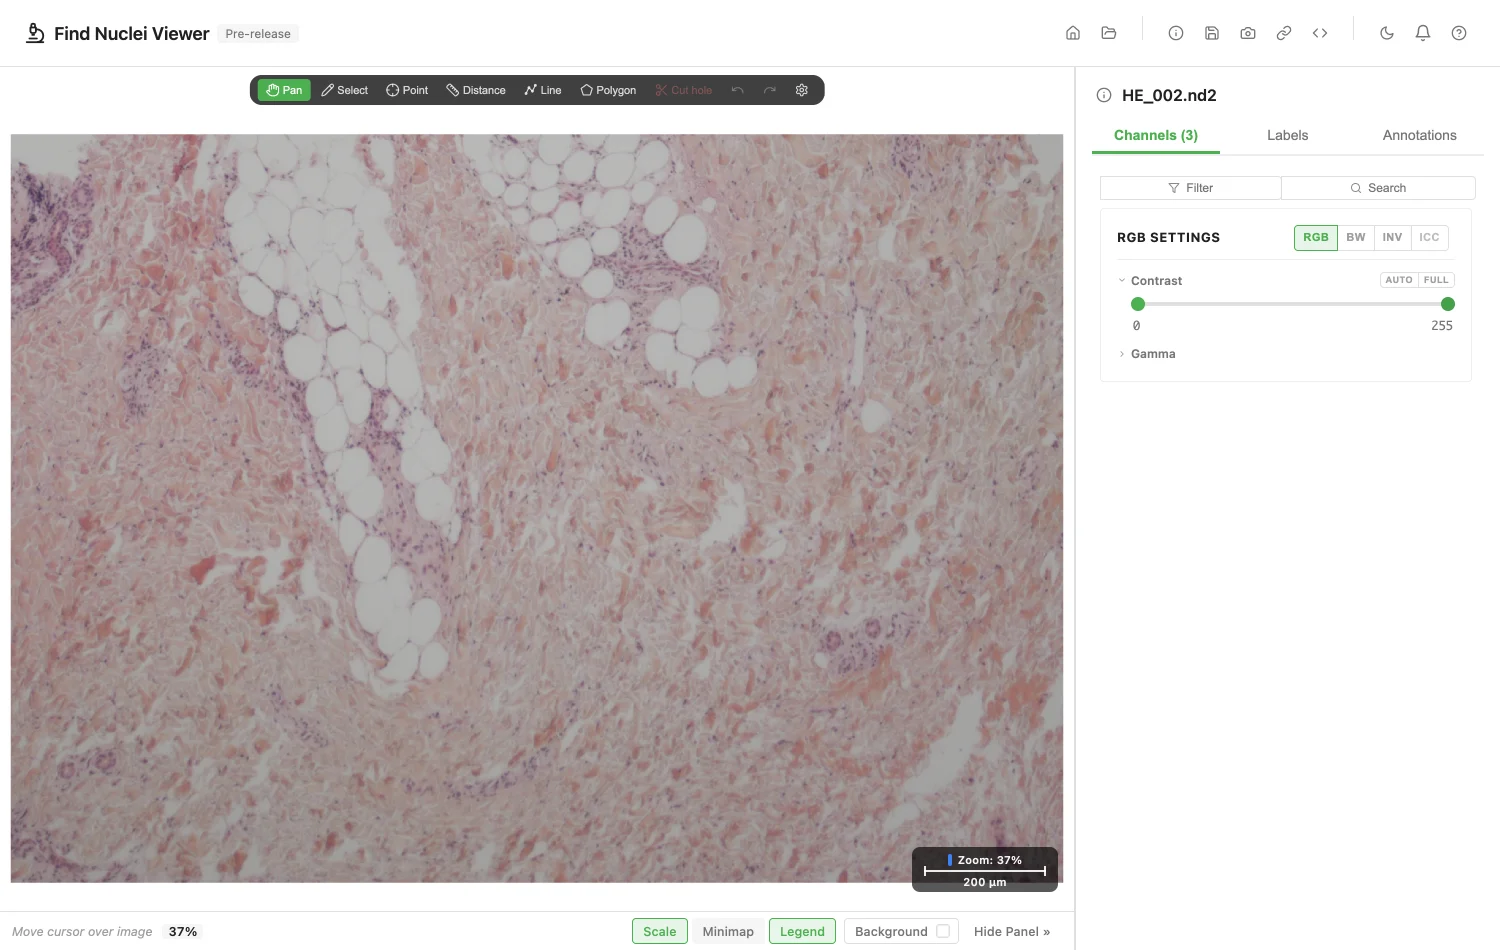 Find Nuclei Viewer Pre-release
Pan Select Point Distance Line Polygon Cut hole
HE_002.nd2
Channels (3) Labels Annotations
Filter Search
RGB SETTINGS RGB BW INV ICC
Contrast AUTO FULL
0 255
Gamma
Zoom: 37%
200 µm
Move cursor over image 37% Scale Minimap Legend Background Hide Panel »